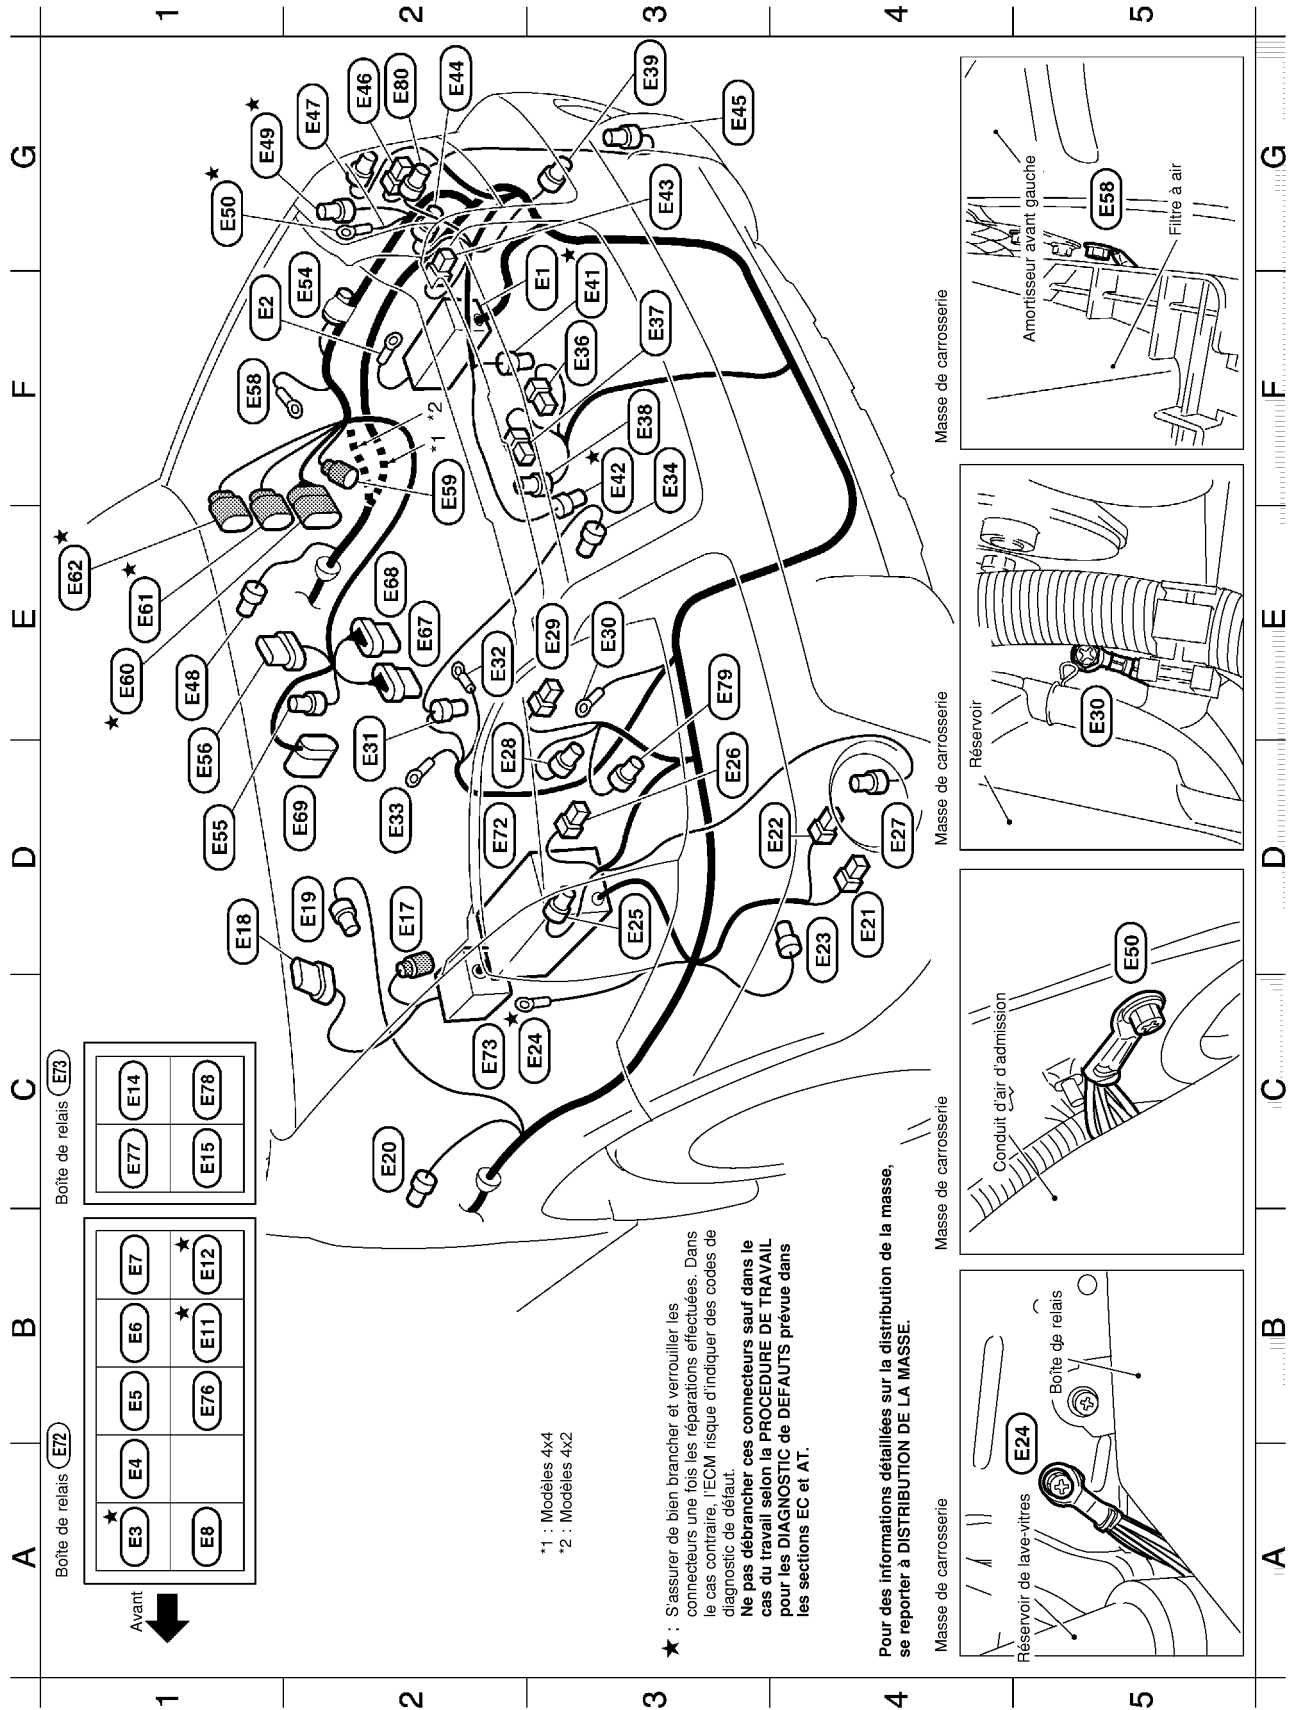 A
B
C
D
E
F
G
1
2
3
4
5
Avant
Boîte de relais E72
E3 ★
E4
E5
E6
E7
E8
E76
E11 ★
E12 ★
Boîte de relais E73
E77
E14
E15
E78
E62 ★
E61 ★
E60 ★
E48
E56
E55
E18
E19
E69
E17
E33
E31
E67
E68
E32
E59
*1
*2
E58
E2
E54
E50 ★
E49 ★
E47
E46
E80
E44
E39
E45
E43
E1
E41 ★
E37
E36
E38
E42 ★
E34
E30
E29
E28
E79
E26
E72
E22
E27
E21
E23
E25
E73
E24 ★
E20
*1 : Modèles 4x4
*2 : Modèles 4x2
★ : S'assurer de bien brancher et verrouiller les
connecteurs une fois les réparations effectuées. Dans
le cas contraire, l'ECM risque d'indiquer des codes de
diagnostic de défaut.
Ne pas débrancher ces connecteurs sauf dans le
cas du travail selon la PROCEDURE DE TRAVAIL
pour les DIAGNOSTIC de DEFAUTS prévue dans
les sections EC et AT.
Pour des informations détaillées sur la distribution de la masse,
se reporter à DISTRIBUTION DE LA MASSE.
Masse de carrosserie
Réservoir de lave-vitres
E24
Boîte de relais
Masse de carrosserie
Conduit d'air d'admission
E50
Masse de carrosserie
Réservoir
E30
Masse de carrosserie
Amortisseur avant gauche
E58
Filtre à air
A
B
C
D
E
F
G
1
2
3
4
5